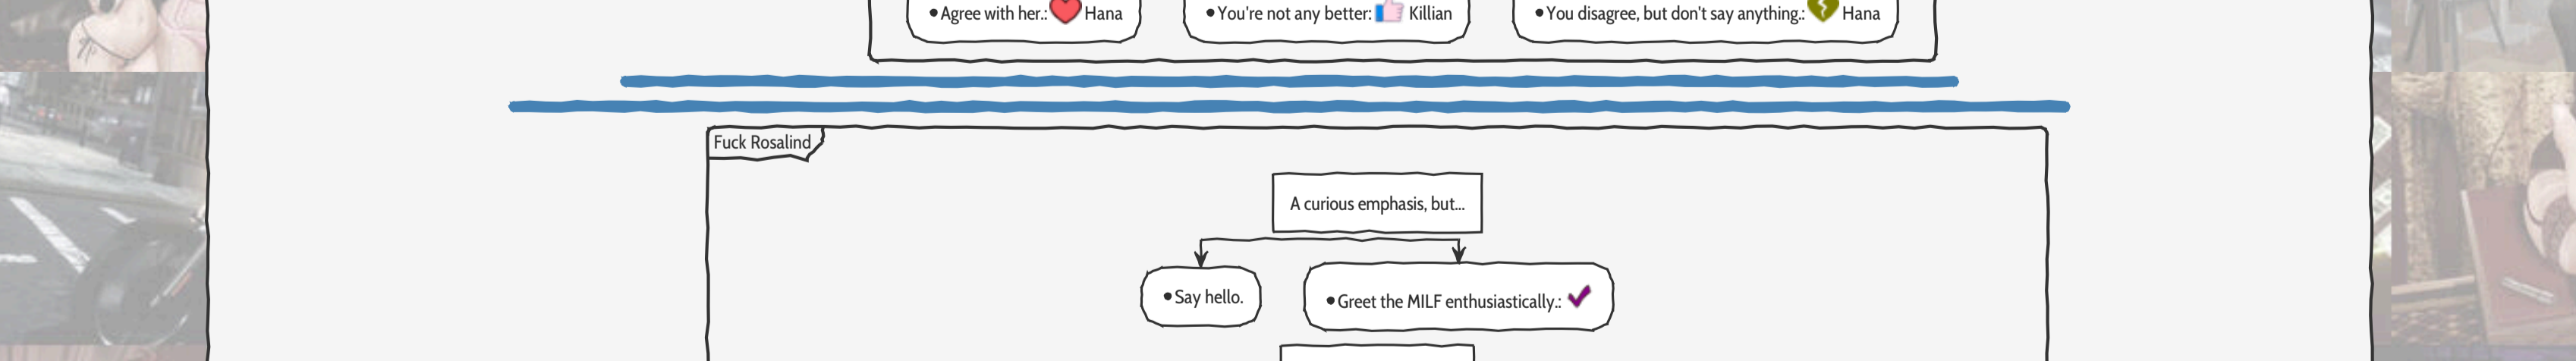 •Agree with her.: Hana
•You're not any better: Killian
•You disagree, but don't say anything.: Hana
Fuck Rosalind
A curious emphasis, but...
•Say hello.
•Greet the MILF enthusiastically.: